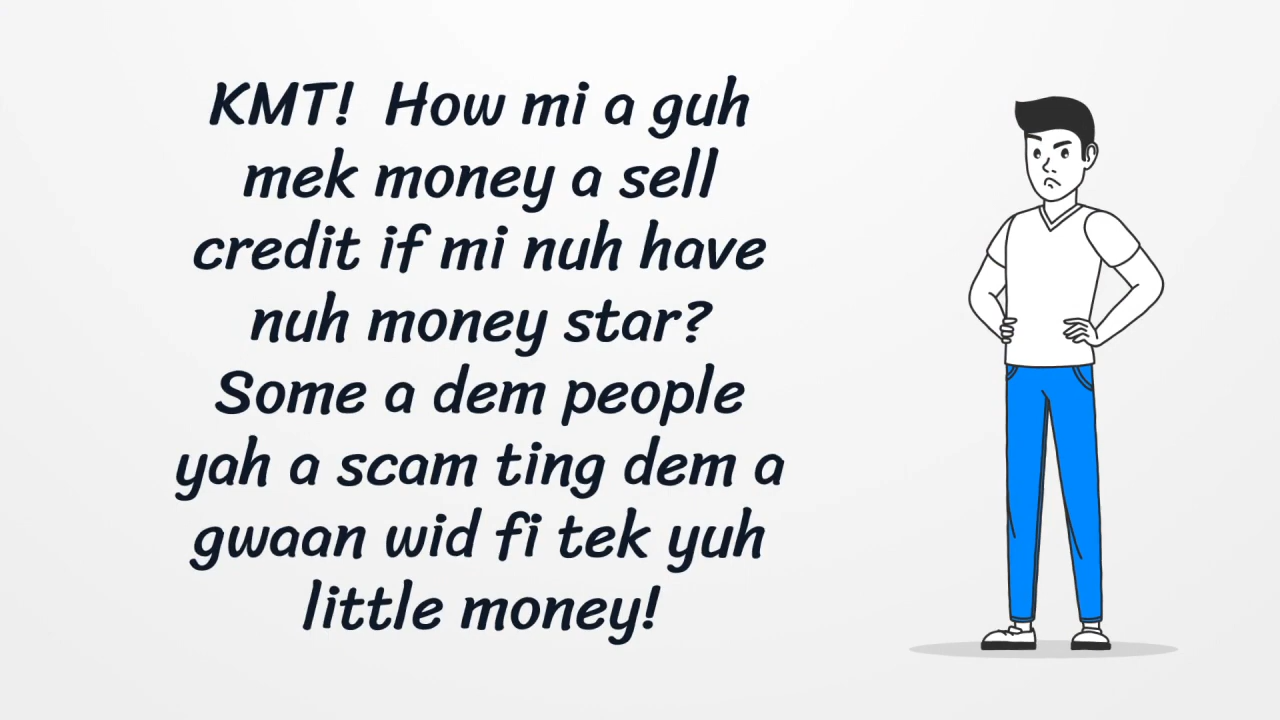 KMT!  How mi a guh
mek money a sell
credit if mi nuh have
nuh money star?
Some a dem people
yah a scam ting dem a
gwaan wid fi tek yuh
little money!